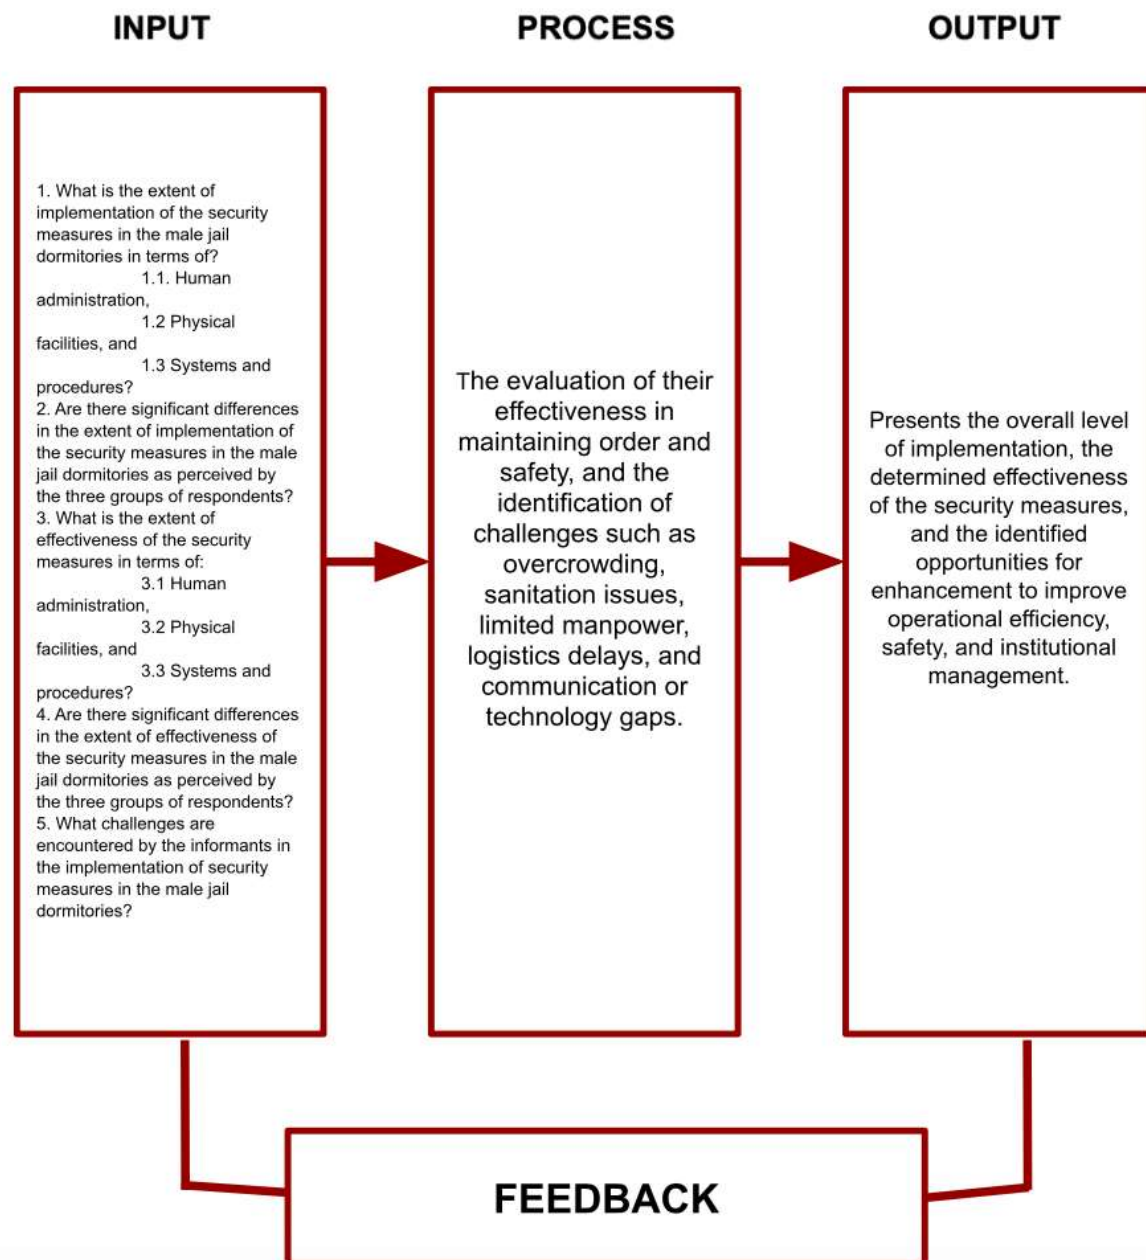 INPUT
PROCESS
OUTPUT
1. What is the extent of
implementation of the security
measures in the male jail
dormitories in terms of?
1.1. Human
administration,
1.2 Physical
facilities, and
1.3 Systems and
procedures?
2. Are there significant differences
in the extent of implementation of
the security measures in the male
jail dormitories as perceived by
the three groups of respondents?
3. What is the extent of
effectiveness of the security
measures in terms of:
3.1 Human
administration,
3.2 Physical
facilities, and
3.3 Systems and
procedures?
4. Are there significant differences
in the extent of effectiveness of
the security measures in the male
jail dormitories as perceived by
the three groups of respondents?
5. What challenges are
encountered by the informants in
the implementation of security
measures in the male jail
dormitories?
The evaluation of their
effectiveness in
maintaining order and
safety, and the
identification of
challenges such as
overcrowding,
sanitation issues,
limited manpower,
logistics delays, and
communication or
technology gaps.
Presents the overall level
of implementation, the
determined effectiveness
of the security measures,
and the identified
opportunities for
enhancement to improve
operational efficiency,
safety, and institutional
management.
FEEDBACK